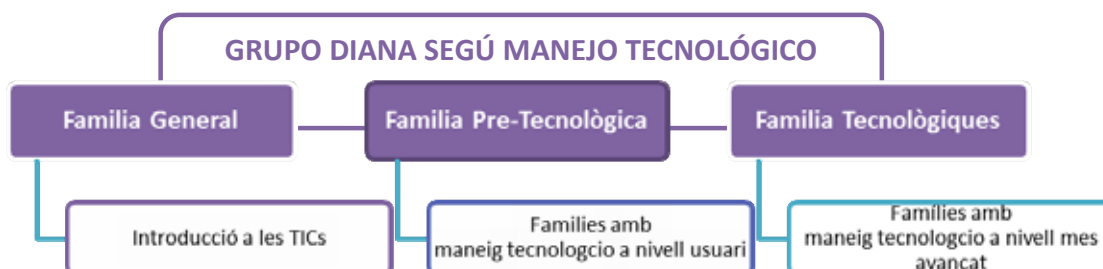 GRUPO DIANA SEGÚ MANEJO TECNOLÓGICO
Familia General
Familia Pre-Tecnològica
Familia Tecnològiques
Introducció a les TICs
Families amb
maneig tecnologcio a nivell usuari
Famílies amb
maneig tecnologcio a nivell mes
avançat